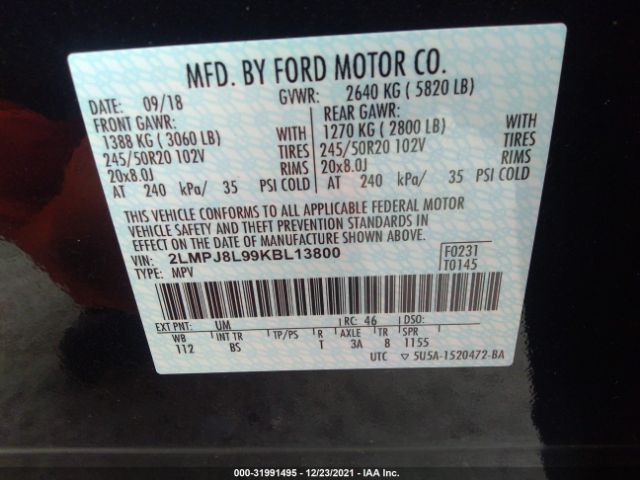 MFD. BY FORD MOTOR CO.
DATE: 09/18 GVWR: 2640 KG ( 5820 LB)
FRONT GAWR: REAR GAWR:
1388 KG ( 3060 LB) WITH 1270 KG ( 2800 LB) WITH
245/50R20 102V TIRES 245/50R20 102V TIRES
20x8.0J RIMS 20x8.0J RIMS
AT 240 kPa/ 35 PSI COLD AT 240 kPa/ 35 PSI COLD
THIS VEHICLE CONFORMS TO ALL APPLICABLE FEDERAL MOTOR
VEHICLE SAFETY AND THEFT PREVENTION STANDARDS IN
EFFECT ON THE DATE OF MANUFACTURE SHOWN ABOVE.
VIN: 2LMPJ8L99KBL13800 F0231
TYPE: MPV T0145
EXT PNT: UM RC: 46 DSO:
WB INT TR TP/PS R AXLE TR SPR
112 BS T 3A 8 1155
UTC ▽ 5U5A-1520472-BA
000-31991495 - 12/23/2021 - IAA Inc.